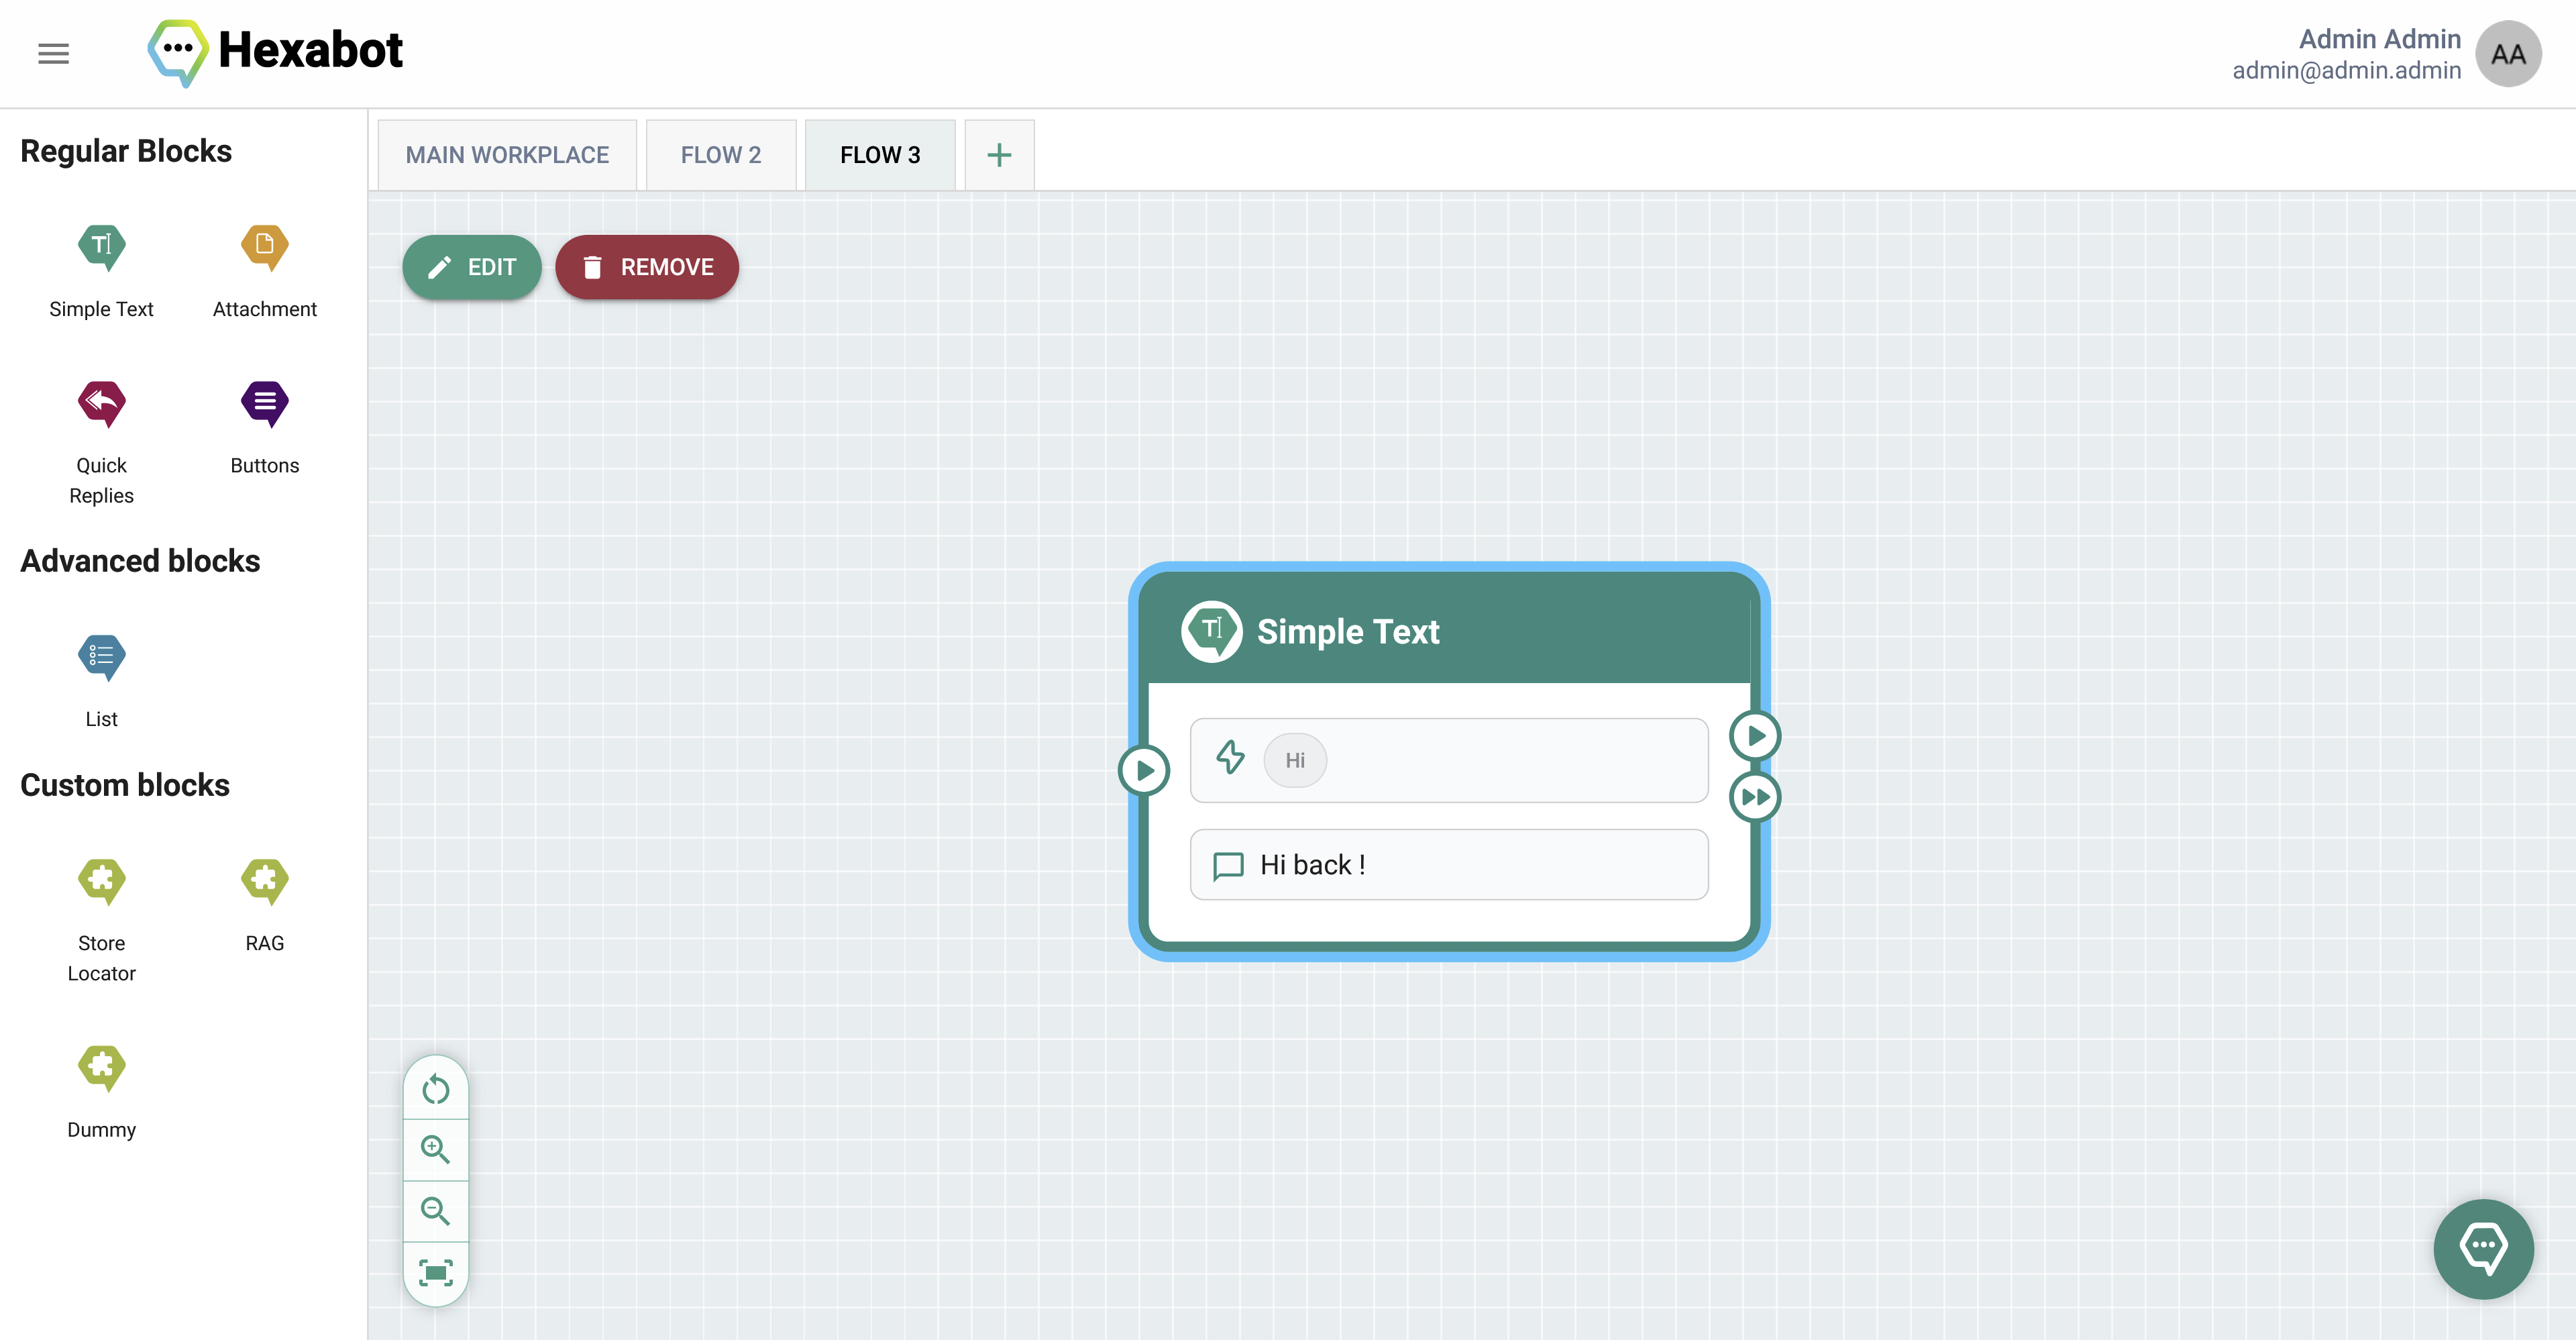 Hexabot
Admin Admin
admin@admin.admin
AA
Regular Blocks
Simple Text
Attachment
Quick
Replies
Buttons
Advanced blocks
List
Custom blocks
Store
Locator
RAG
Dummy
MAIN WORKPLACE
FLOW 2
FLOW 3
EDIT
REMOVE
Simple Text
Hi
Hi back !